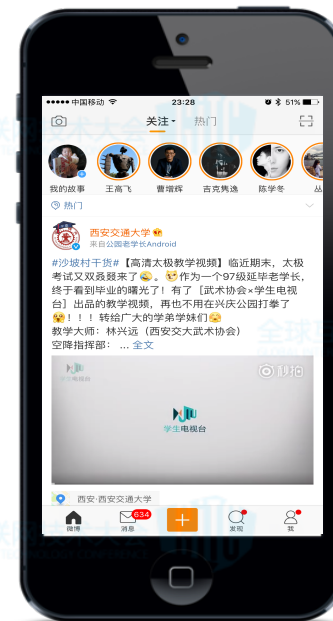 中国移动 23:28 51%
关注 热门
我的故事 王高飞 曹增辉 吉克隽逸 陈学冬 丛
热门
西安交通大学
来自公园老学长Android
#沙坡村干货#【高清太极教学视频】临近期末，太极
考试又双叒叕来了。作为一个97级延毕老学长，
终于看到毕业的曙光了！有了［武术协会×学生电视
台］出品的教学视频，再也不用在兴庆公园打拳了
！！！转给广大的学弟学妹们
教学大师：林兴远（西安交大武术协会）
空降指挥部： ... 全文
秒拍
学生电视台
西安·西安交通大学
634
微博 消息 发现 我